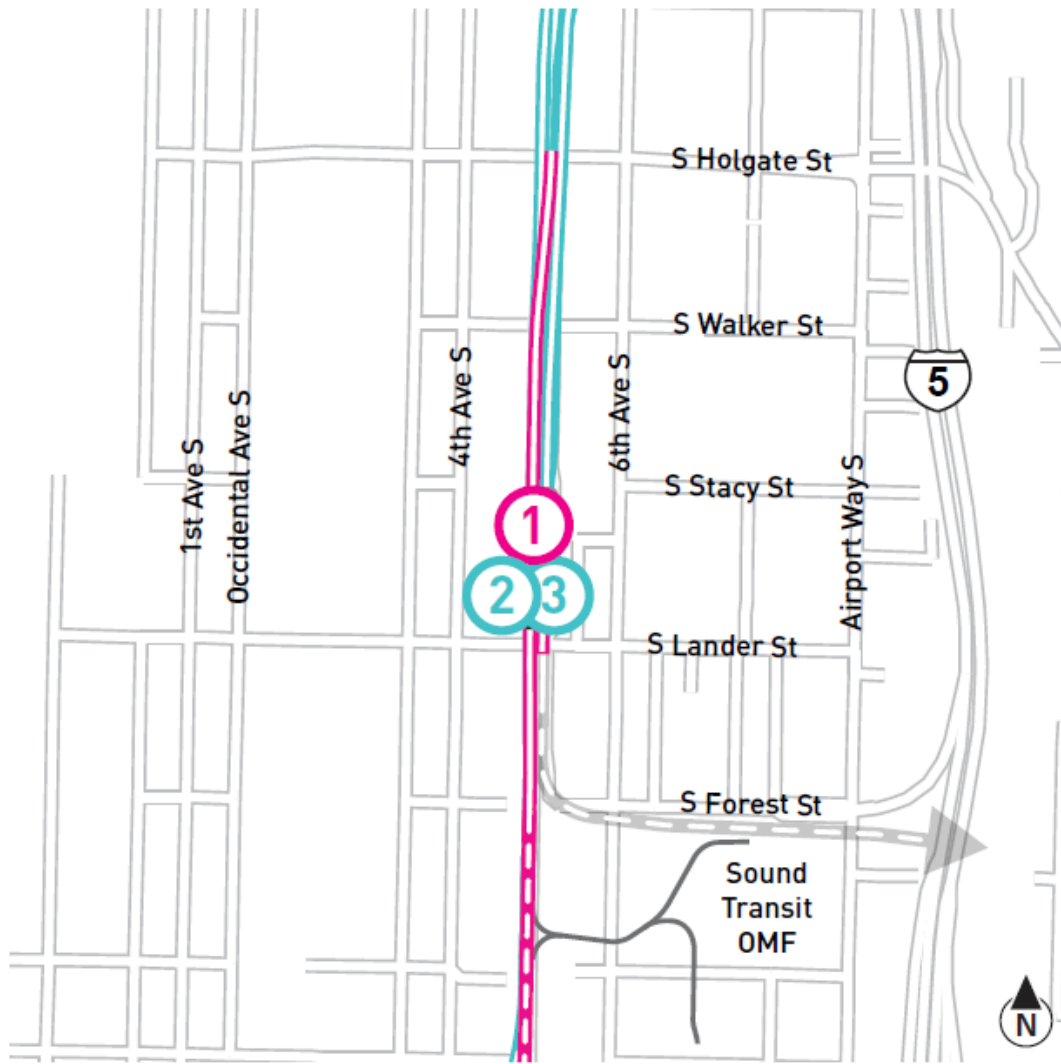 S Holgate St
S Walker St
5
4th Ave S
6th Ave S
1st Ave S
Occidental Ave S
Airport Way S
S Stacy St
1
2
3
S Lander St
S Forest St
Sound
Transit
OMF
N